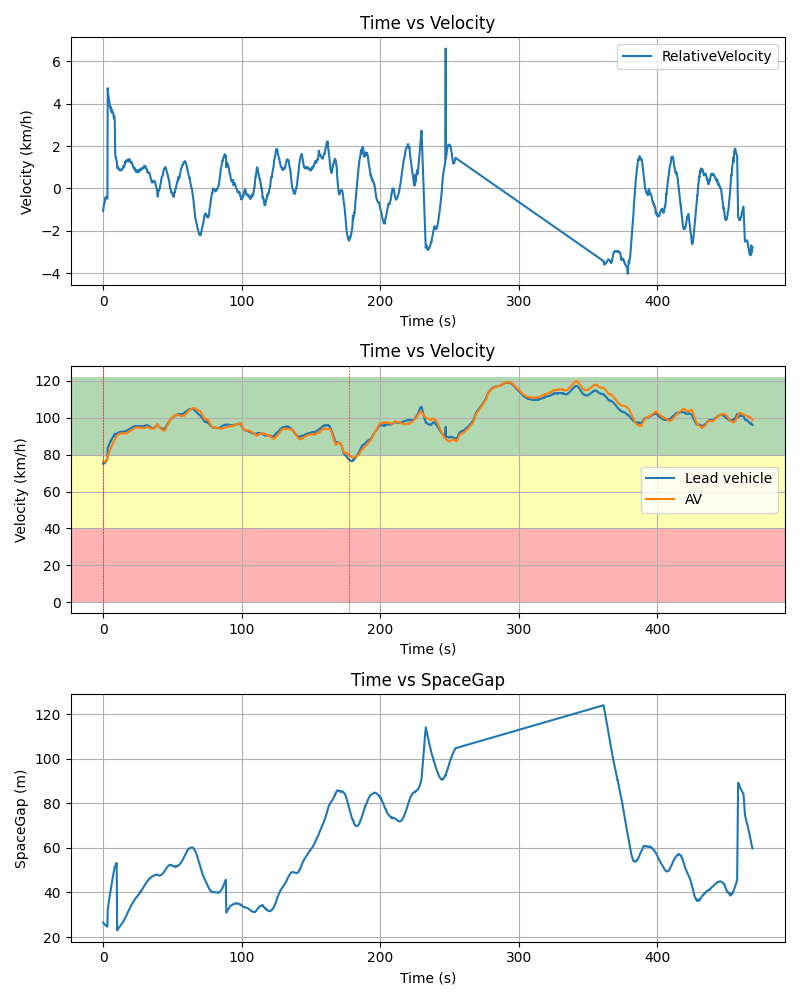 Time vs Velocity
6
4
2
0
−2
−4
Velocity (km/h)
RelativeVelocity
0 100 200 300 400
Time (s)
Time vs Velocity
120
100
80
60
40
20
0
Velocity (km/h)
Lead vehicle
AV
0 100 200 300 400
Time (s)
Time vs SpaceGap
120
100
80
60
40
20
SpaceGap (m)
0 100 200 300 400
Time (s)